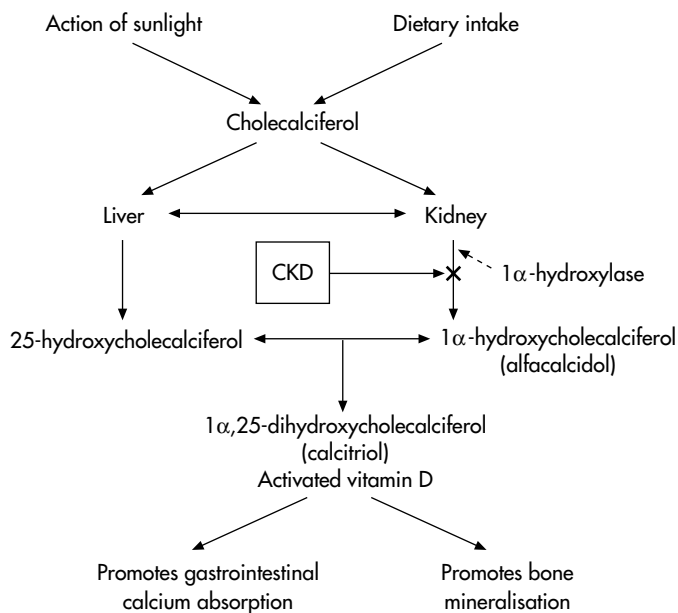 Action of sunlight
Dietary intake
Cholecalciferol
Liver
Kidney
CKD
1α-hydroxylase
25-hydroxycholecalciferol
1α-hydroxycholecalciferol
(alfacalcidol)
1α,25-dihydroxycholecalciferol
(calcitriol)
Activated vitamin D
Promotes gastrointestinal
calcium absorption
Promotes bone
mineralisation